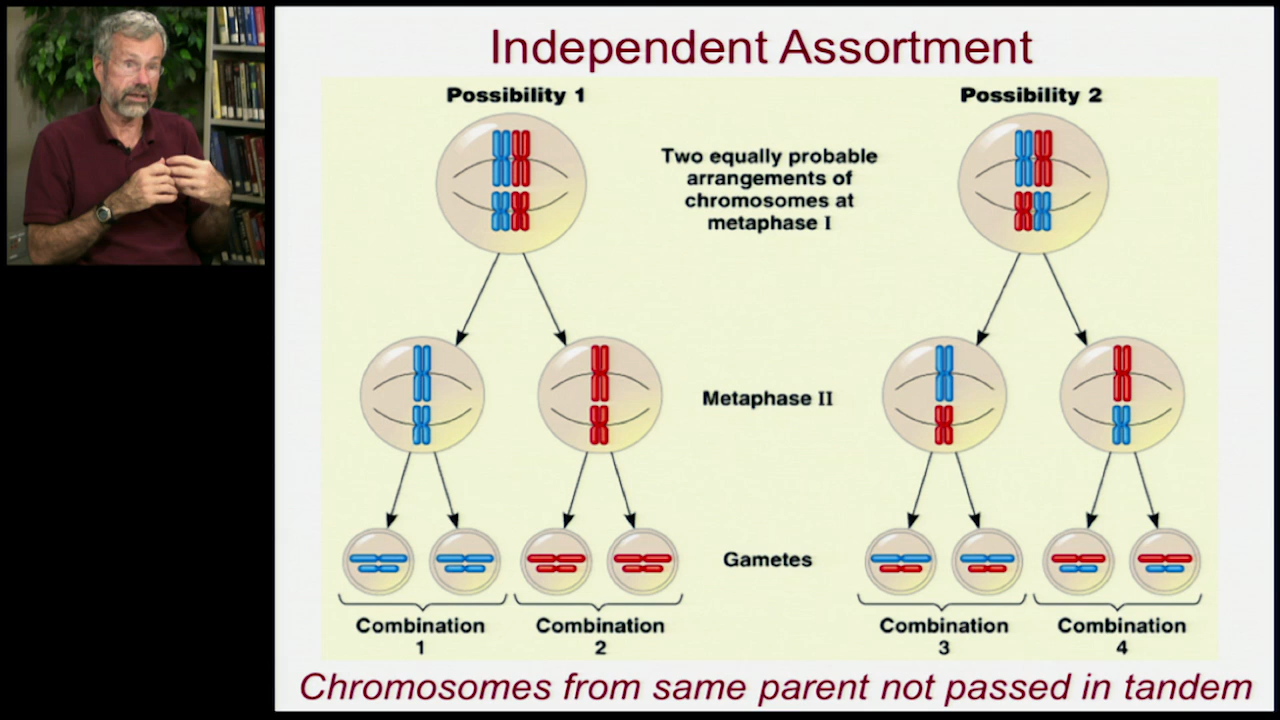 Independent Assortment
Possibility 1
Possibility 2
Two equally probable
arrangements of
chromosomes at
metaphase I
Metaphase II
Gametes
Combination
1
Combination
2
Combination
3
Combination
4
Chromosomes from same parent not passed in tandem